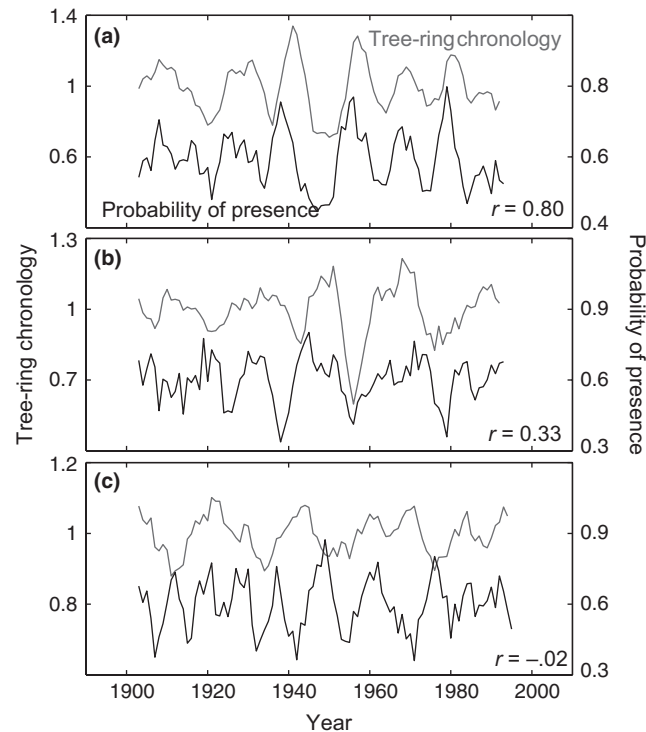 1.4
(a)
Tree-ring chronology
1
0.8
0.6
0.6
Probability of presence
r = 0.80
0.4
1.3
(b)
1
0.9
0.7
0.6
r = 0.33
0.3
1.2
(c)
1
0.9
0.8
0.6
r = –.02
0.3
1900 1920 1940 1960 1980 2000
Year
Tree-ring chronology
Probability of presence